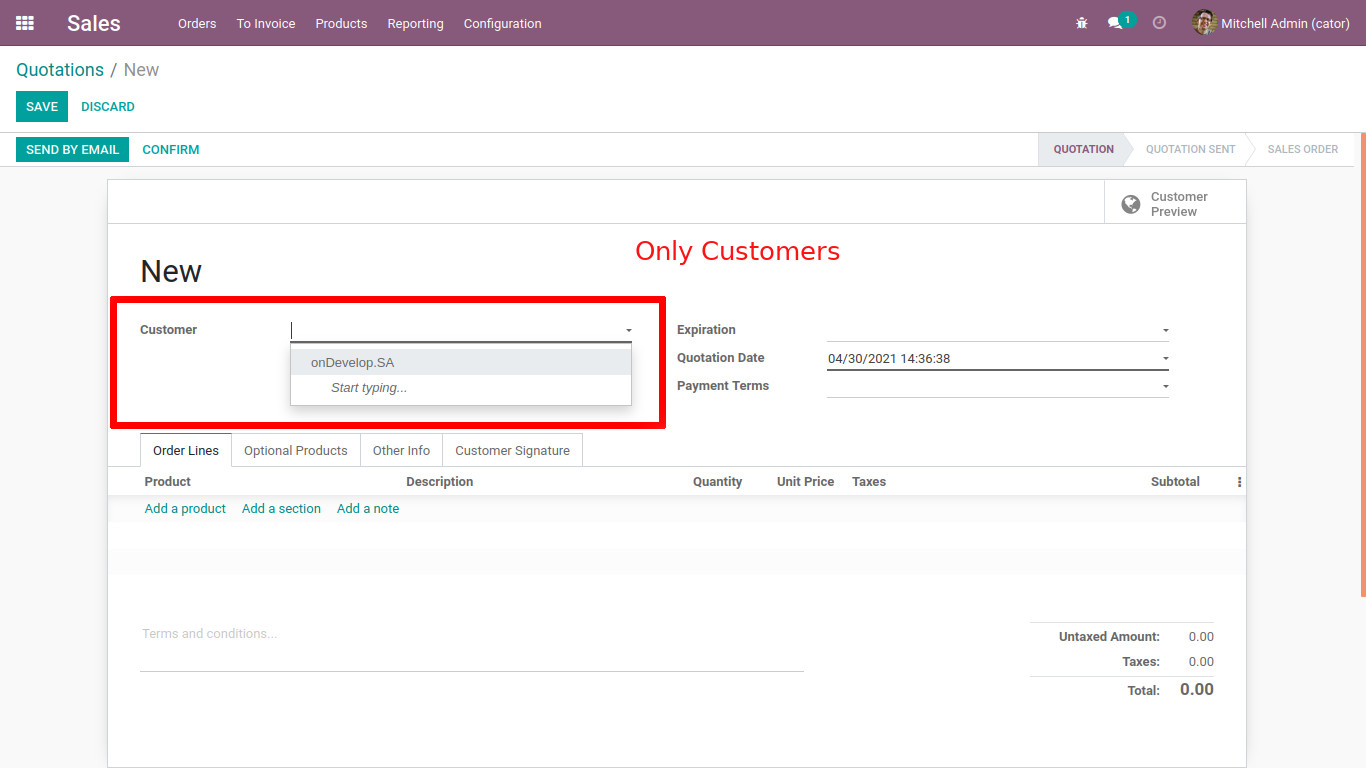 Sales Orders To Invoice Products Reporting Configuration 1 Mitchell Admin (cator)
Quotations / New
SAVE DISCARD
SEND BY EMAIL CONFIRM QUOTATION QUOTATION SENT SALES ORDER
Customer
Preview
Only Customers
New
Customer Expiration
onDevelop.SA Quotation Date 04/30/2021 14:36:38
Start typing... Payment Terms
Order Lines Optional Products Other Info Customer Signature
Product Description Quantity Unit Price Taxes Subtotal
Add a product Add a section Add a note
Terms and conditions... Untaxed Amount: 0.00
Taxes: 0.00
Total: 0.00